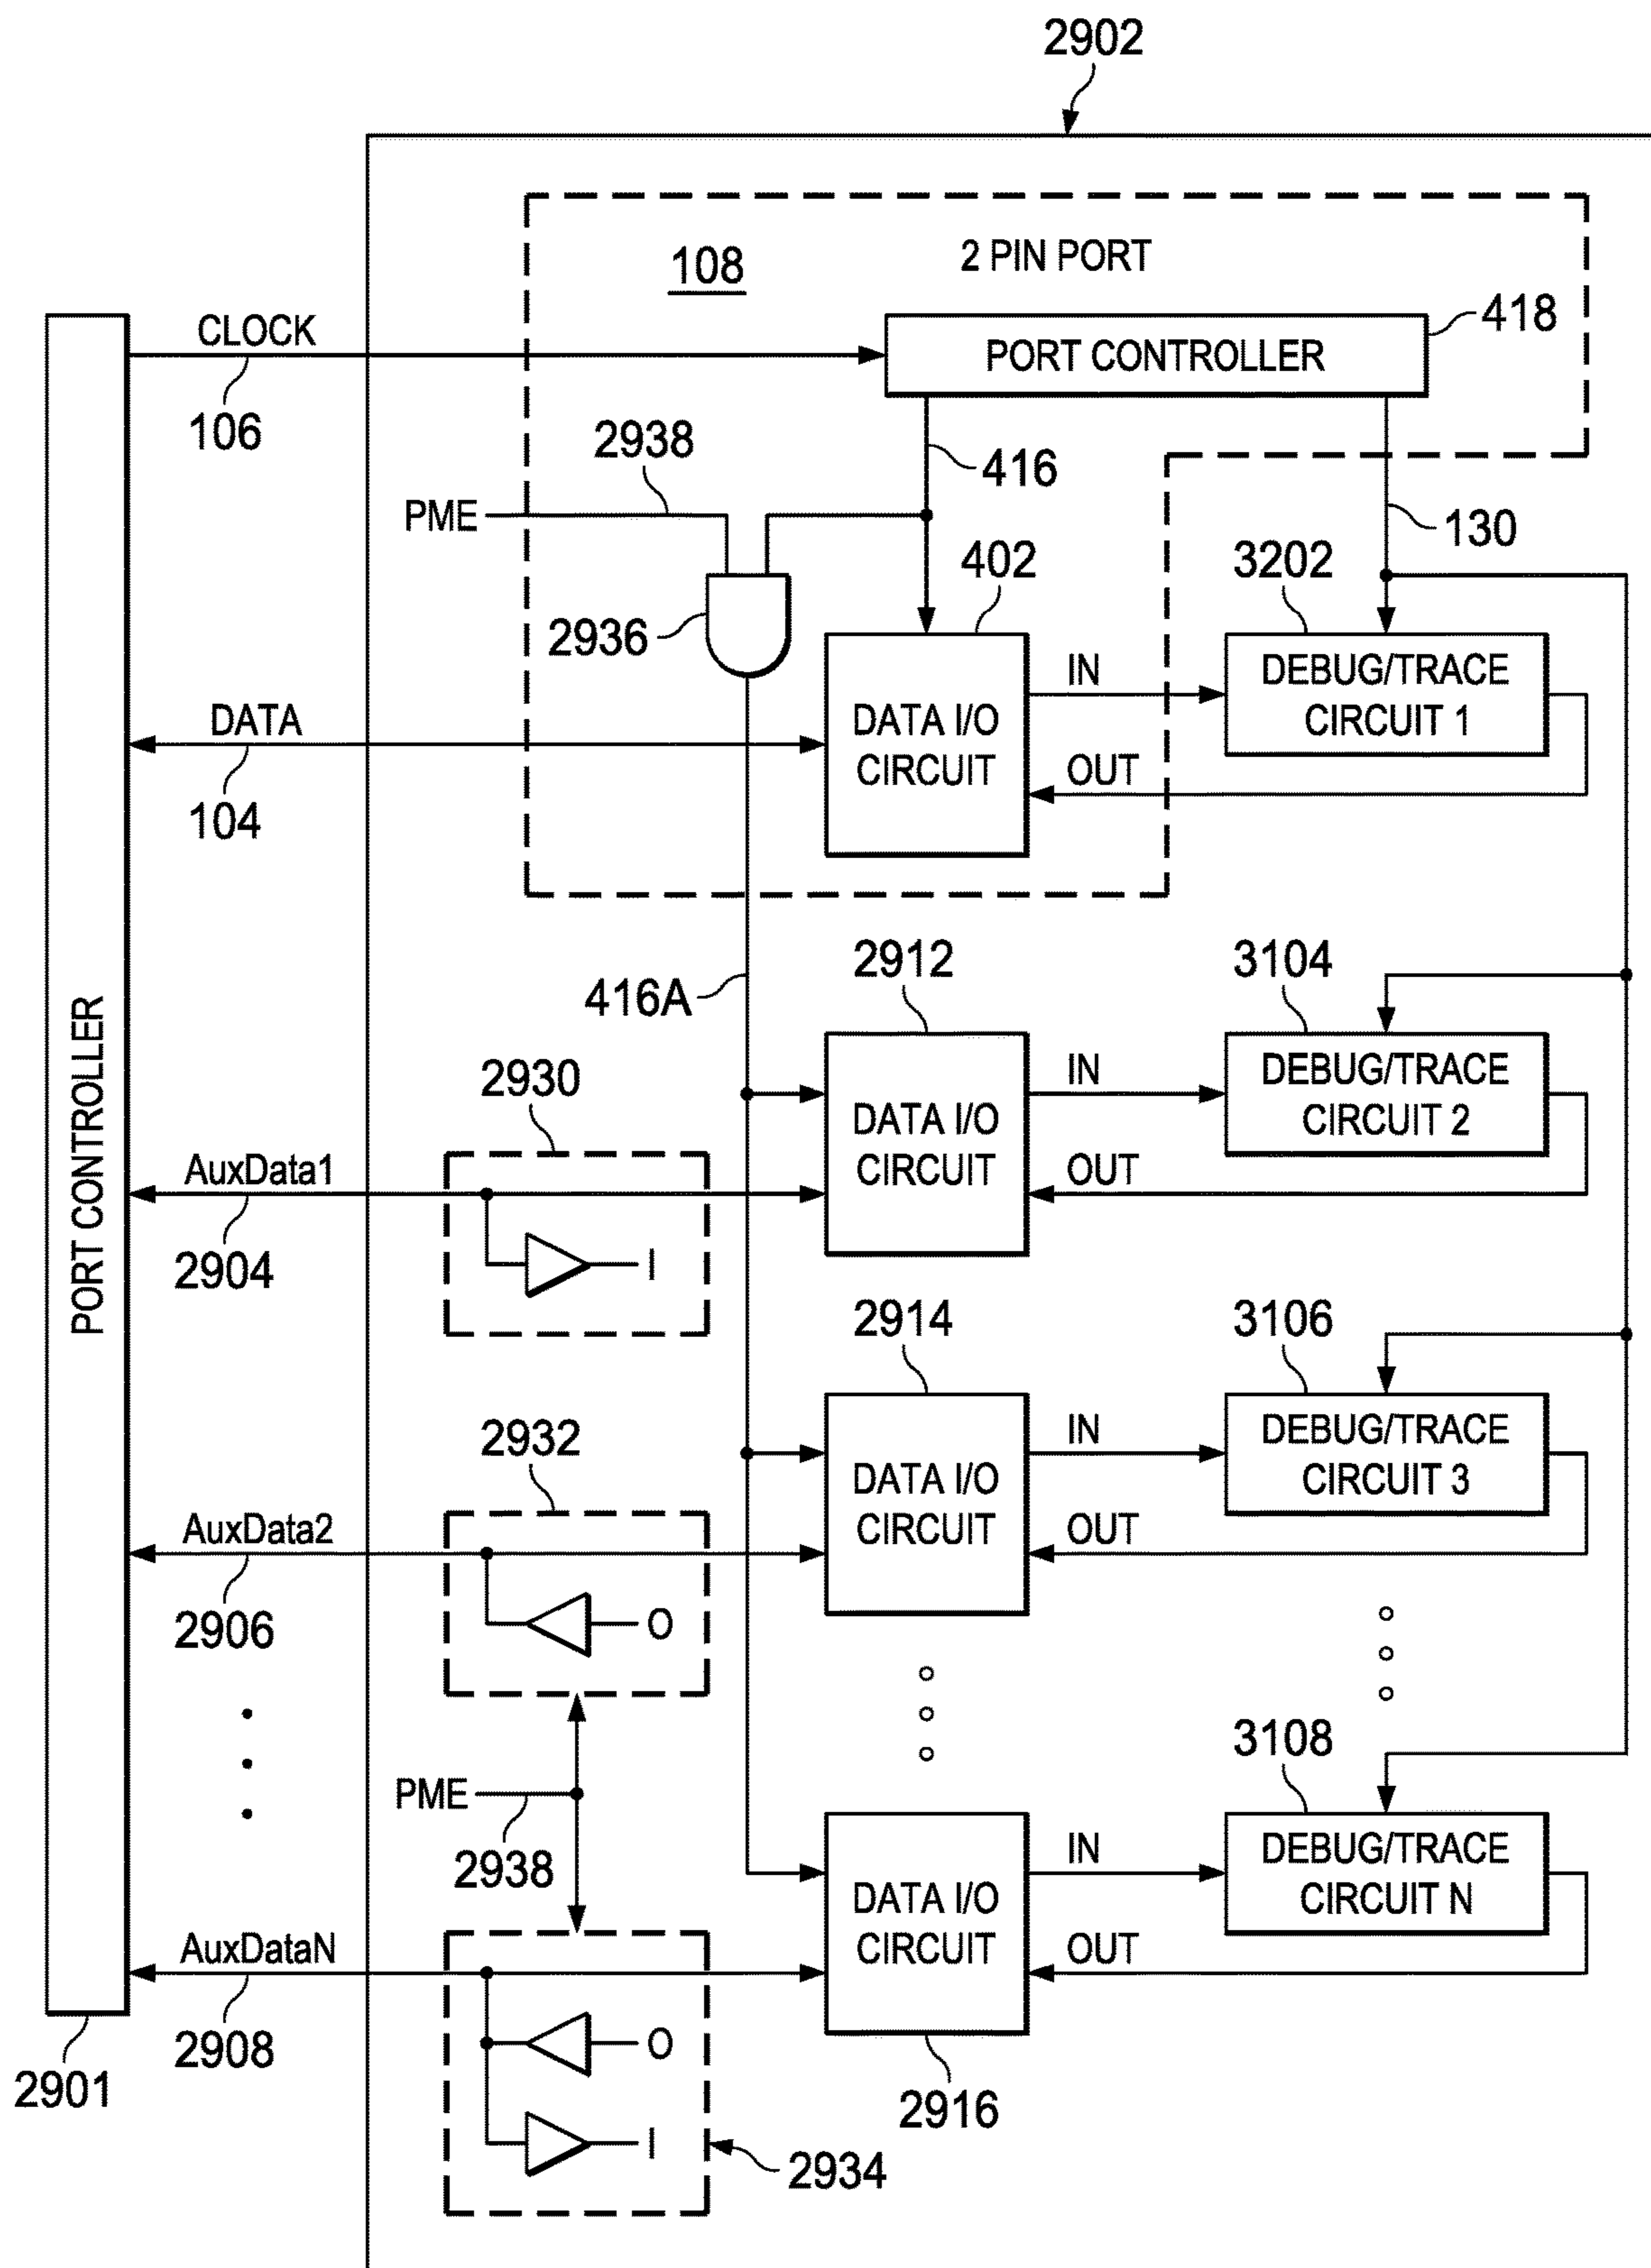 2902
108
2 PIN PORT
418
CLOCK
PORT CONTROLLER
106
2938
416
PME
130
402
3202
2936
IN
DEBUG/TRACE
CIRCUIT 1
DATA
DATA I/O
CIRCUIT
OUT
104
2912
3104
416A
PORT CONTROLLER
2930
IN
DEBUG/TRACE
CIRCUIT 2
DATA I/O
CIRCUIT
AuxData1
OUT
2904
I
2914
3106
2932
IN
DEBUG/TRACE
CIRCUIT 3
DATA I/O
CIRCUIT
AuxData2
OUT
2906
O
3108
PME
2938
IN
DEBUG/TRACE
CIRCUIT N
DATA I/O
CIRCUIT
AuxDataN
OUT
2908
O
2901
2916
I
2934